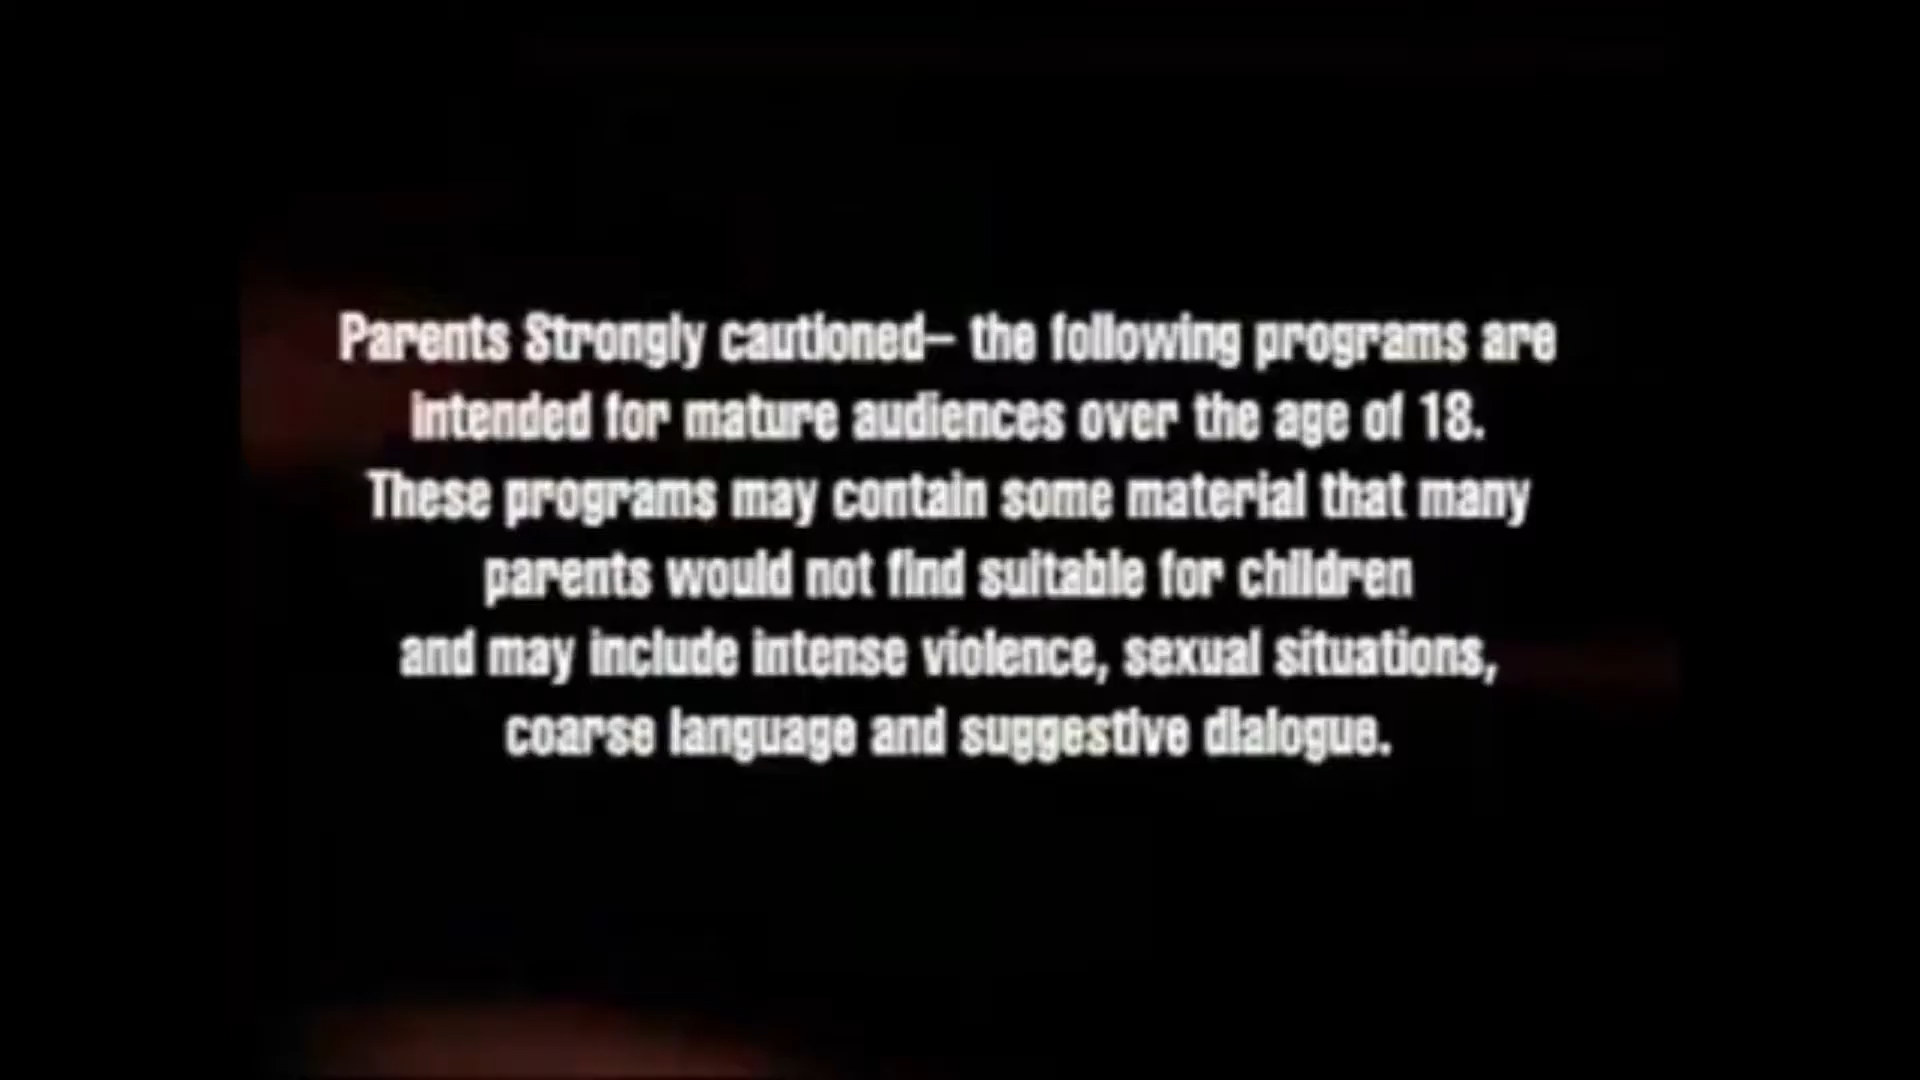 Parents Strongly cautioned– the following programs are
intended for mature audiences over the age of 18.
These programs may contain some material that many
parents would not find suitable for children
and may include intense violence, sexual situations,
coarse language and suggestive dialogue.